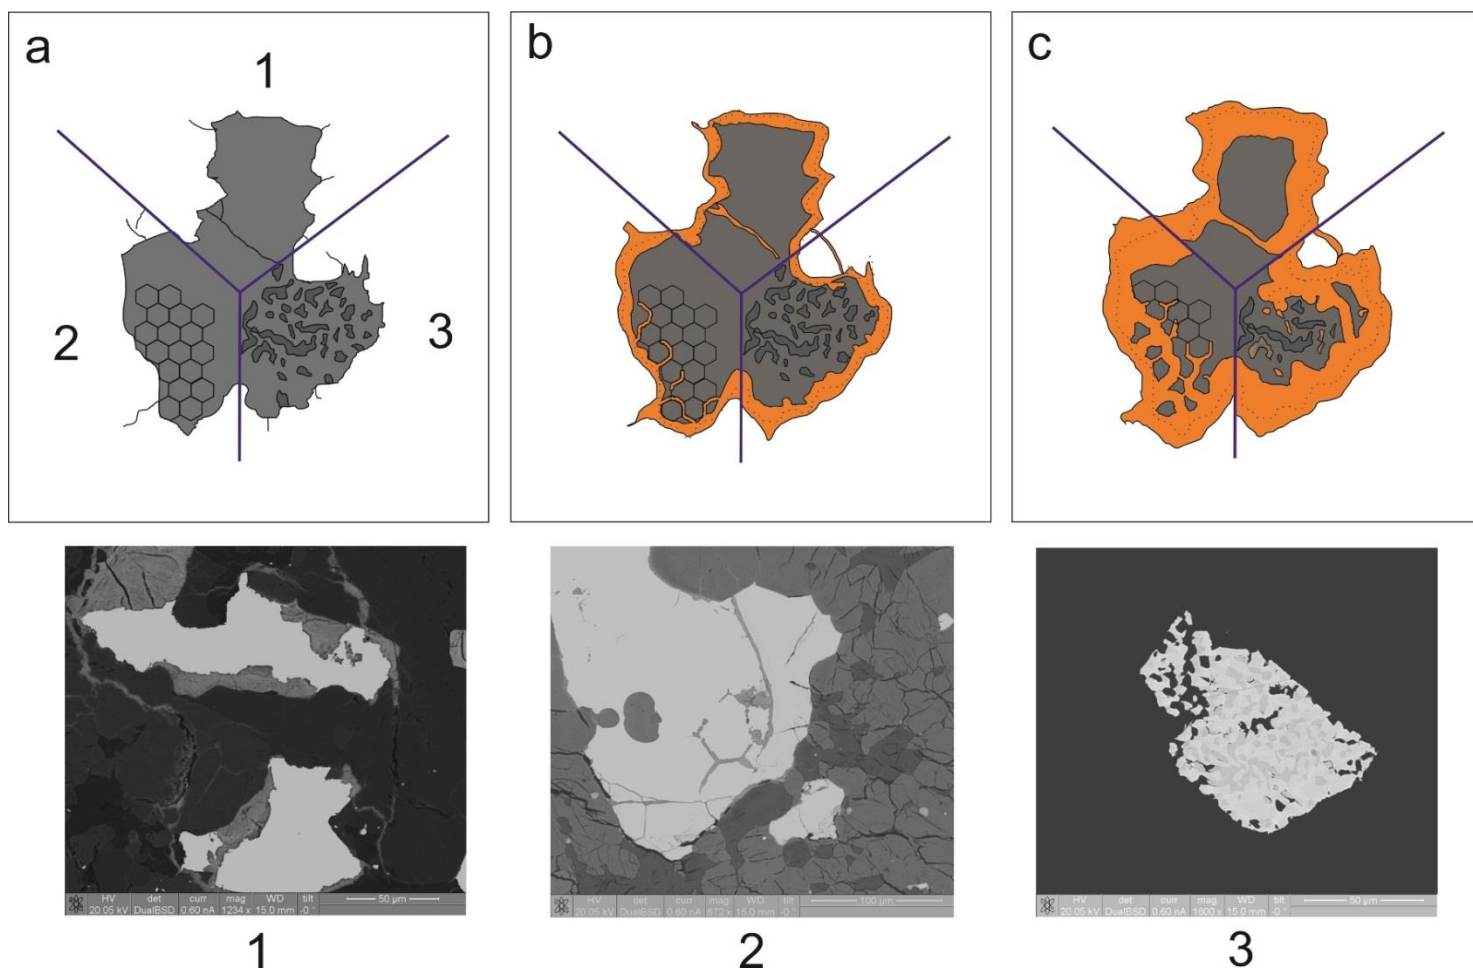 a
1
2
3
b
c
HV det curr mag WD tilt
20.05 kV DualBSD 0.60 nA 1234 x 15.0 mm -0 ° 50 µm
HV det curr mag WD tilt
20.05 kV DualBSD 0.60 nA 672 x 15.0 mm -0 ° 100 µm
HV det curr mag WD tilt
20.05 kV DualBSD 0.60 nA 1600 x 15.0 mm -0 ° 50 µm
1
2
3